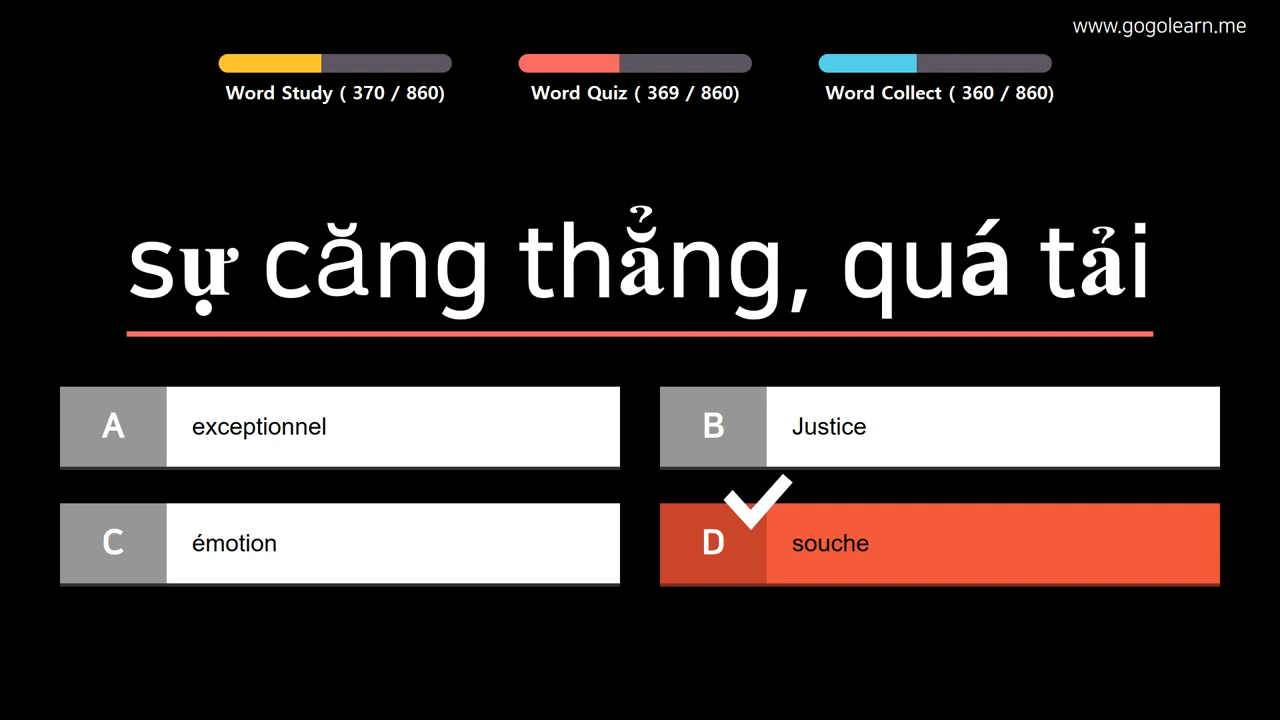 www.gogolearn.me
Word Study ( 370 / 860)
Word Quiz ( 369 / 860)
Word Collect ( 360 / 860)
sự căng thẳng, quá tải
A exceptionnel
B Justice
C émotion
D souche